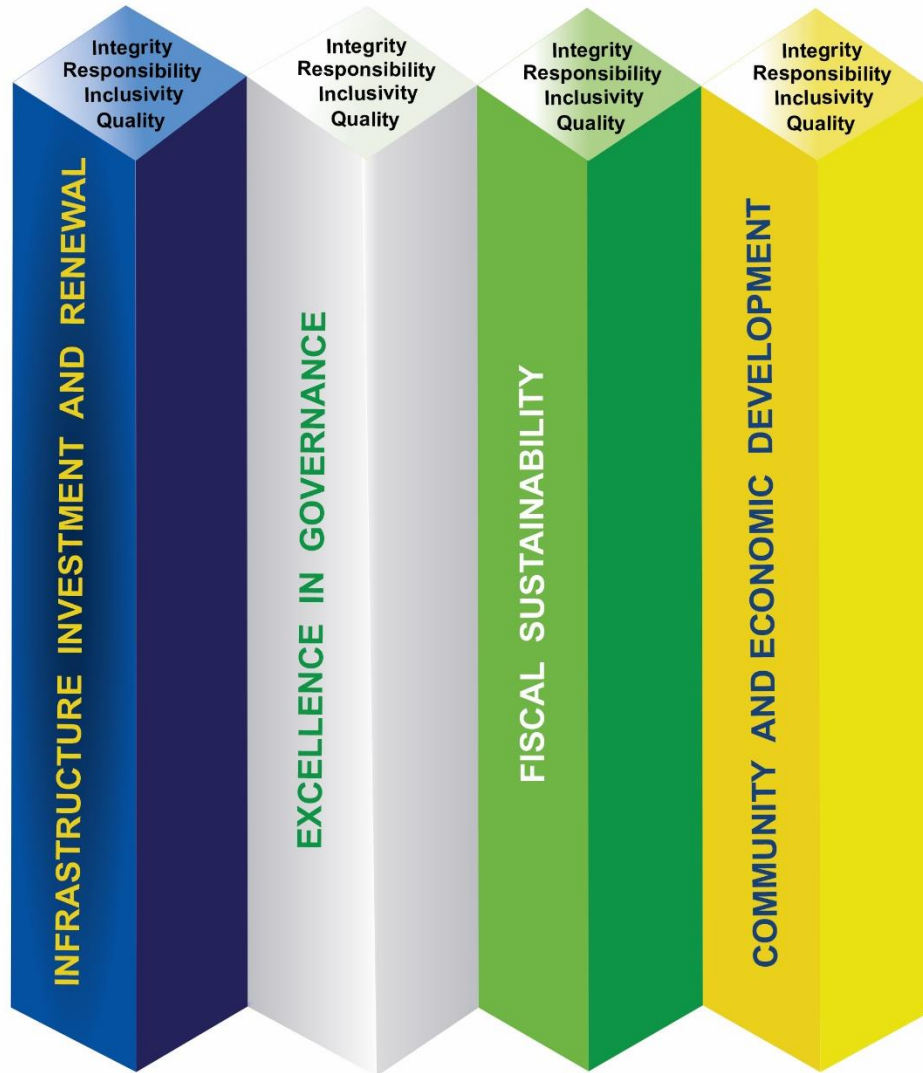 Integrity
Responsibility
Inclusivity
Quality
INFRASTRUCTURE INVESTMENT AND RENEWAL
Integrity
Responsibility
Inclusivity
Quality
EXCELLENCE IN GOVERNANCE
Integrity
Responsibility
Inclusivity
Quality
FISCAL SUSTAINABILITY
Integrity
Responsibility
Inclusivity
Quality
COMMUNITY AND ECONOMIC DEVELOPMENT